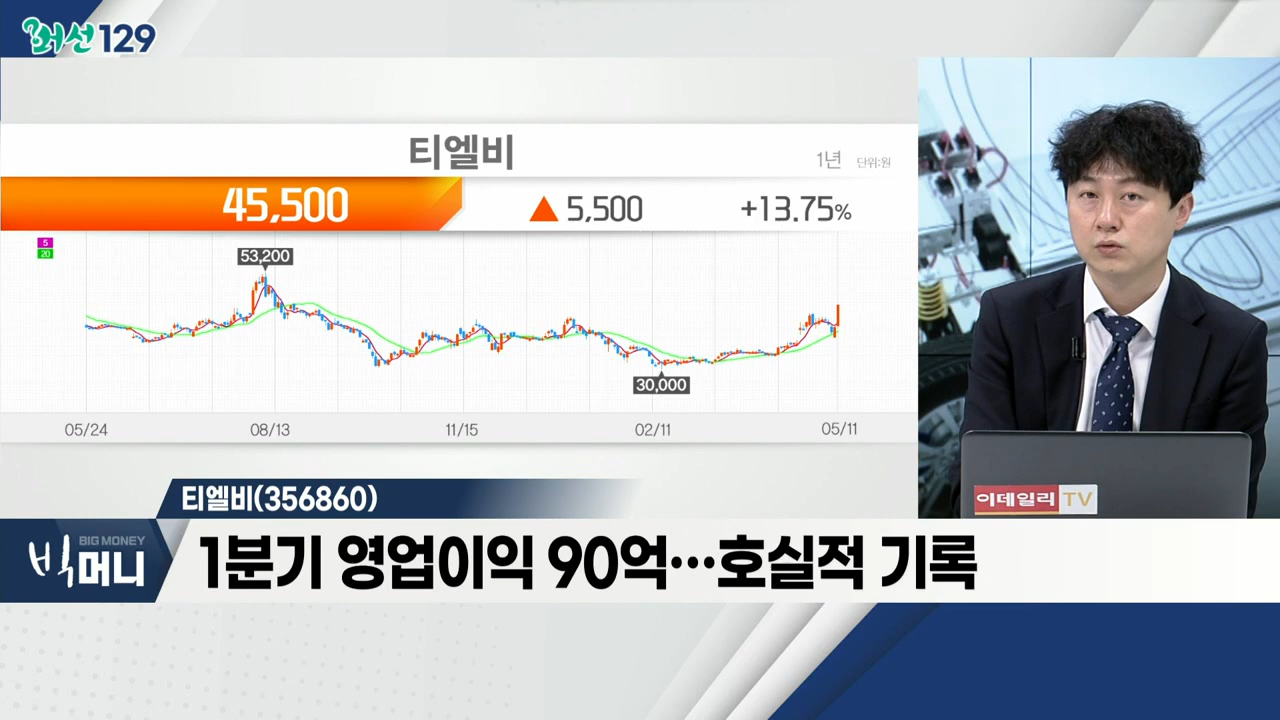 머선129
티엘비
1년 단위:원
45,500 ▲ 5,500 +13.75%
5
20
53,200
30,000
05/24 08/13 11/15 02/11 05/11
티엘비(356860)
BIG MONEY
빅머니
1분기 영업이익 90억…호실적 기록
이데일리TV